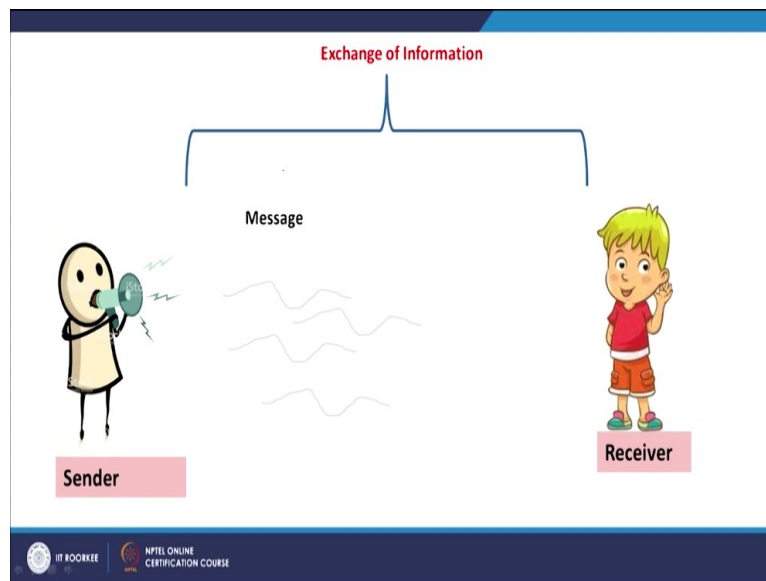 Exchange of Information
Message
Sender
Receiver
IIT ROORKEE
NPTEL ONLINE
CERTIFICATION COURSE